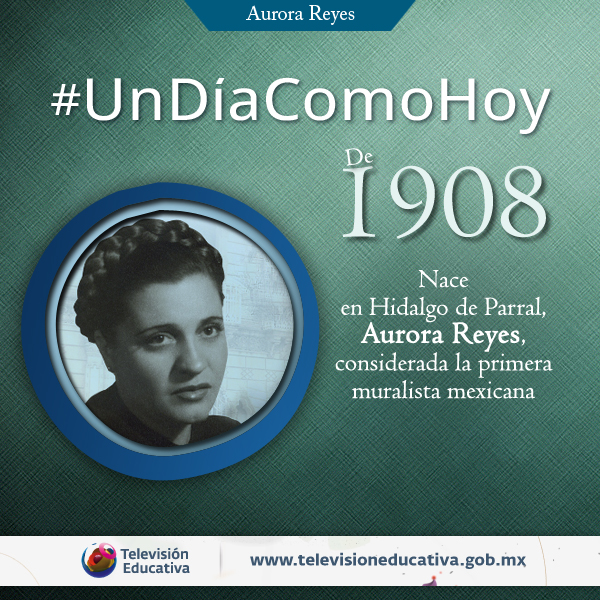 Aurora Reyes
#UnDíaComoHoy
De
1908
Nace
en Hidalgo de Parral,
Aurora Reyes,
considerada la primera
muralista mexicana
Televisión
Educativa
www.televisioneducativa.gob.mx